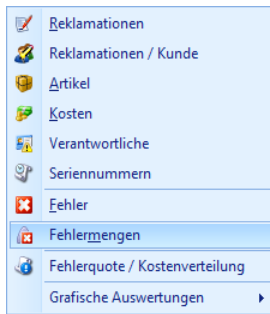 Reklamationen
Reklamationen / Kunde
Artikel
Kosten
Verantwortliche
Seriennummern
Fehler
Fehlermengen
Fehlerquote / Kostenverteilung
Grafische Auswertungen